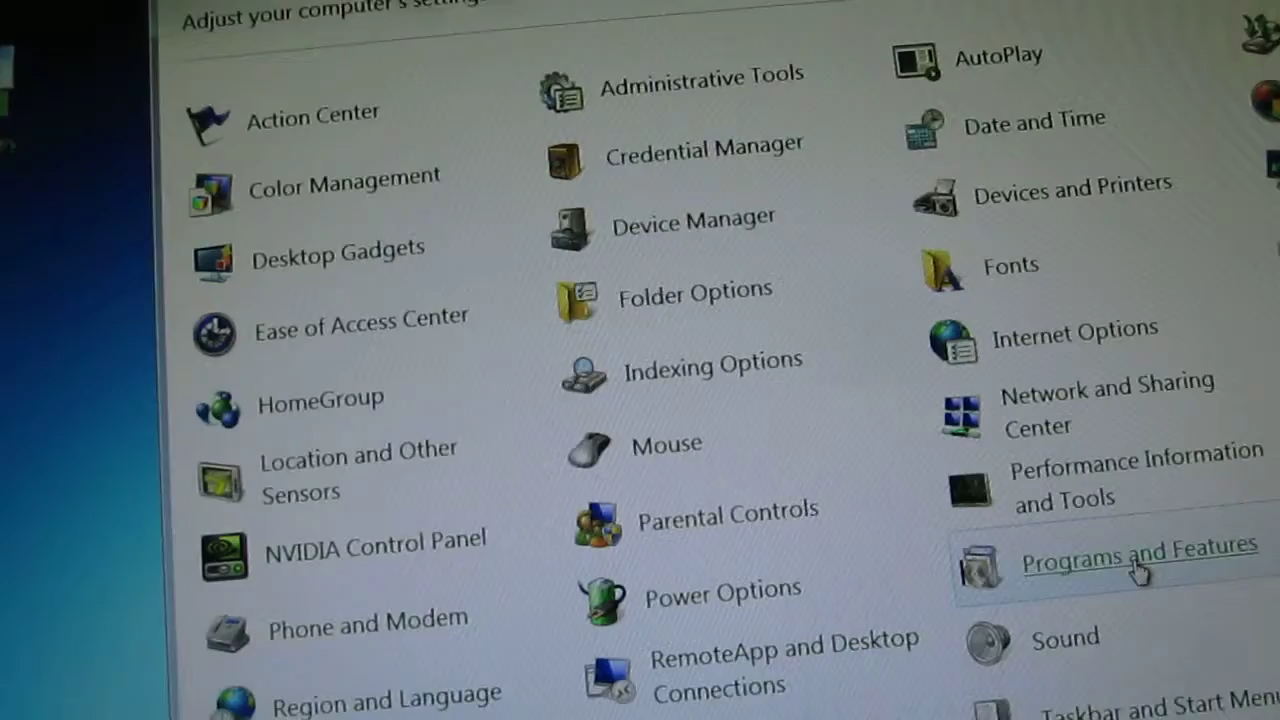 Adjust your computer's settings
Action Center
Administrative Tools
AutoPlay
Color Management
Credential Manager
Date and Time
Desktop Gadgets
Device Manager
Devices and Printers
Ease of Access Center
Folder Options
Fonts
HomeGroup
Indexing Options
Internet Options
Location and Other
Sensors
Mouse
Network and Sharing
Center
NVIDIA Control Panel
Parental Controls
Performance Information
and Tools
Phone and Modem
Power Options
Programs and Features
Region and Language
RemoteApp and Desktop
Connections
Sound
Taskbar and Start Menu